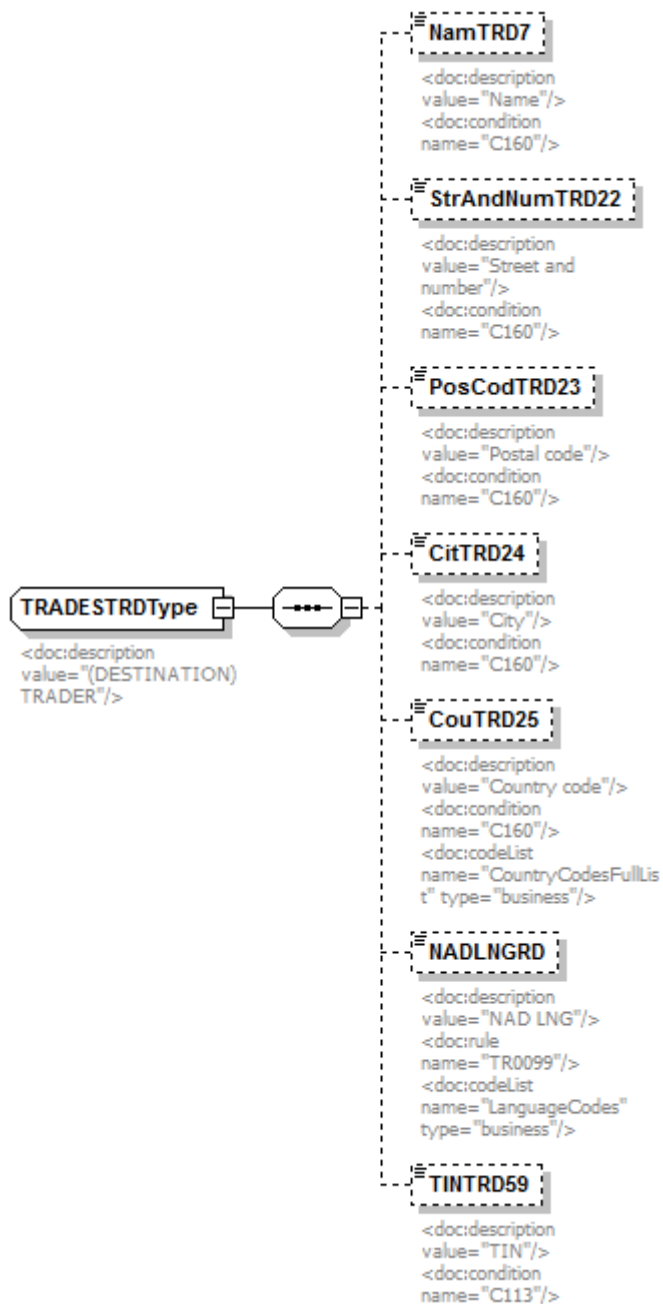 NamTRD7
<doc:description
value="Name"/>
<doc:condition
name="C160"/>
StrAndNumTRD22
<doc:description
value="Street and
number"/>
<doc:condition
name="C160"/>
PosCodTRD23
<doc:description
value="Postal code"/>
<doc:condition
name="C160"/>
CitTRD24
<doc:description
value="City"/>
<doc:condition
name="C160"/>
TRADESTRDType
<doc:description
value="(DESTINATION)
TRADER"/>
CouTRD25
<doc:description
value="Country code"/>
<doc:condition
name="C160"/>
<doc:codeList
name="CountryCodesFullLis
t" type="business"/>
NADLNGRD
<doc:description
value="NAD LNG"/>
<doc:rule
name="TR0099"/>
<doc:codeList
name="LanguageCodes"
type="business"/>
TINTRD59
<doc:description
value="TIN"/>
<doc:condition
name="C113"/>